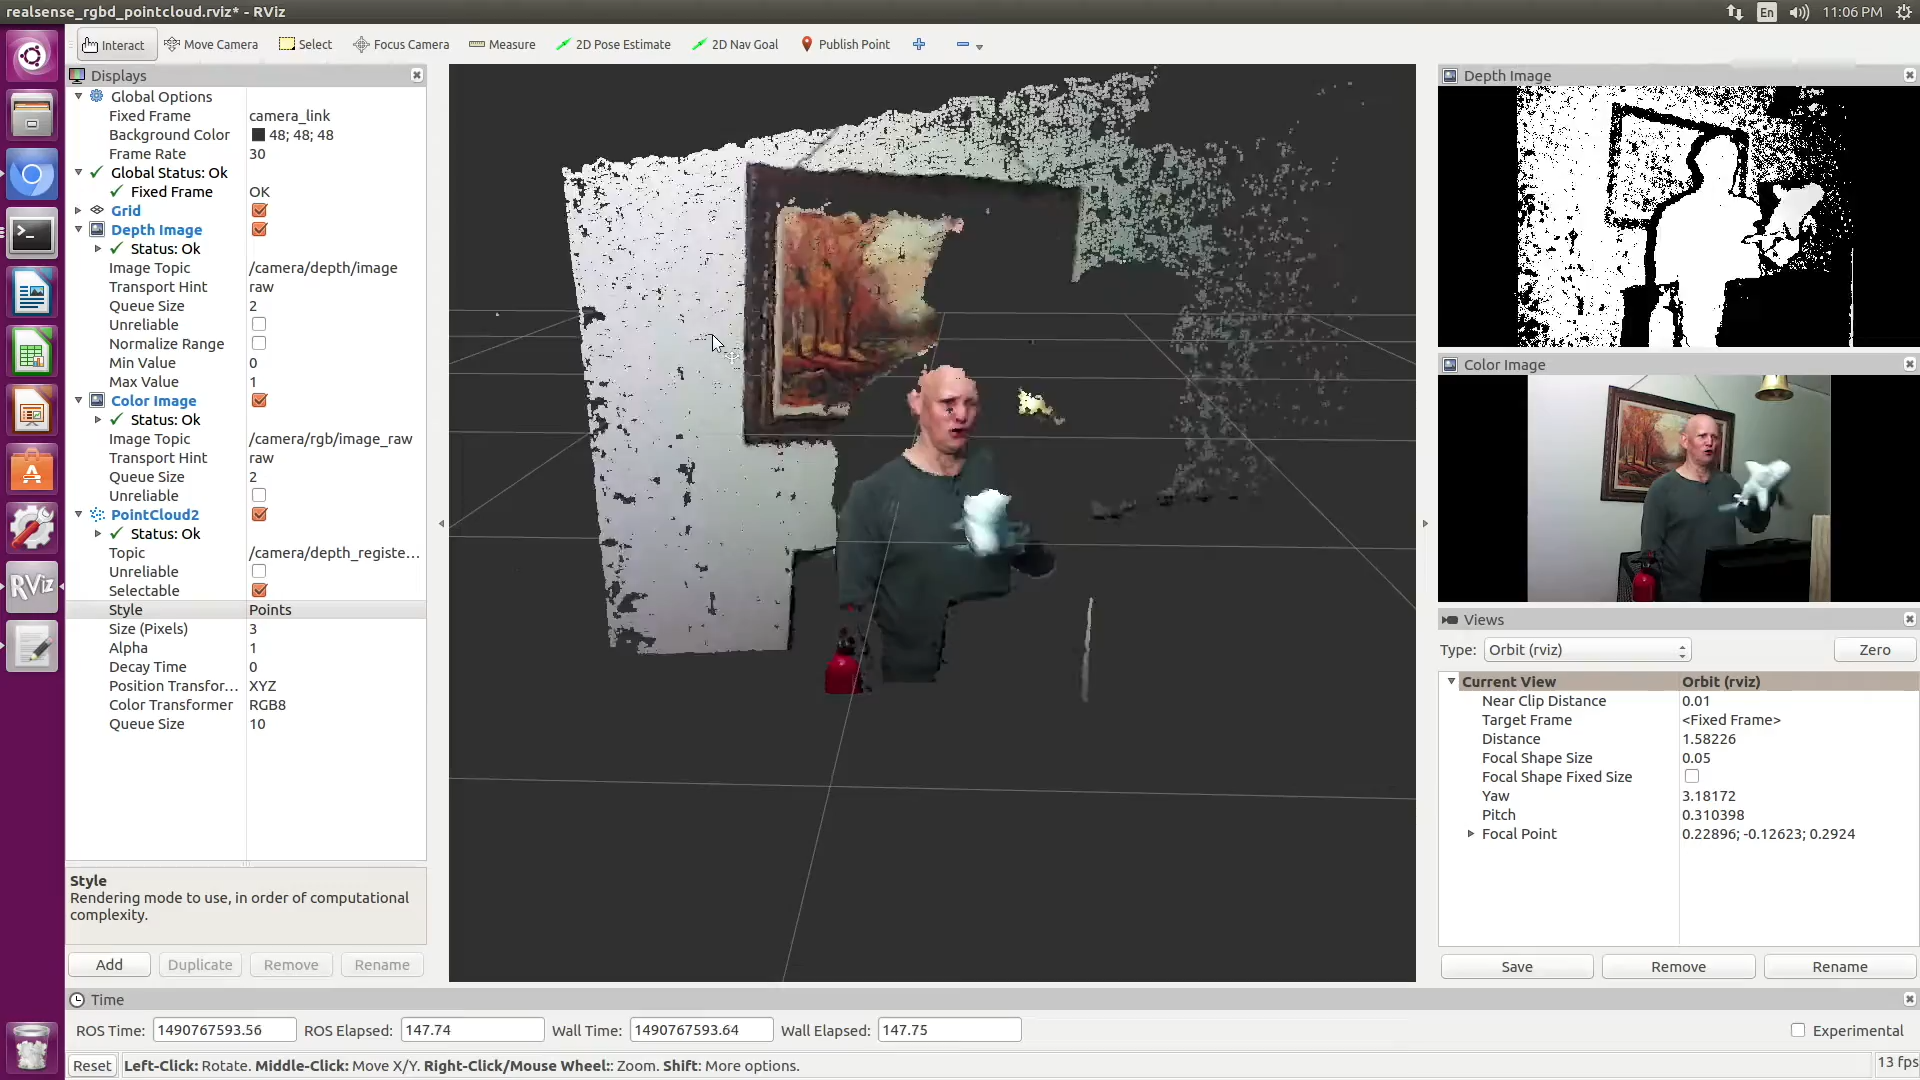 realsense_rgbd_pointcloud.rviz* - RViz
En
11:06 PM
Interact Move Camera Select Focus Camera Measure 2D Pose Estimate 2D Nav Goal Publish Point
Displays
Global Options
Fixed Frame camera_link
Background Color 48; 48; 48
Frame Rate 30
Global Status: Ok
Fixed Frame OK
Grid
Depth Image
Status: Ok
Image Topic /camera/depth/image
Transport Hint raw
Queue Size 2
Unreliable
Normalize Range
Min Value 0
Max Value 1
Color Image
Status: Ok
Image Topic /camera/rgb/image_raw
Transport Hint raw
Queue Size 2
Unreliable
PointCloud2
Status: Ok
Topic /camera/depth_registe...
Unreliable
Selectable
Style Points
Size (Pixels) 3
Alpha 1
Decay Time 0
Position Transfor... XYZ
Color Transformer RGB8
Queue Size 10
Style
Rendering mode to use, in order of computational
complexity.
Add Duplicate Remove Rename
RViz
Depth Image
Color Image
Views
Type: Orbit (rviz) Zero
Current View Orbit (rviz)
Near Clip Distance 0.01
Target Frame <Fixed Frame>
Distance 1.58226
Focal Shape Size 0.05
Focal Shape Fixed Size
Yaw 3.18172
Pitch 0.310398
Focal Point 0.22896; -0.12623; 0.2924
Save Remove Rename
Time
ROS Time: 1490767593.56 ROS Elapsed: 147.74 Wall Time: 1490767593.64 Wall Elapsed: 147.75 Experimental
Reset Left-Click: Rotate. Middle-Click: Move X/Y. Right-Click/Mouse Wheel:: Zoom. Shift: More options. 13 fps